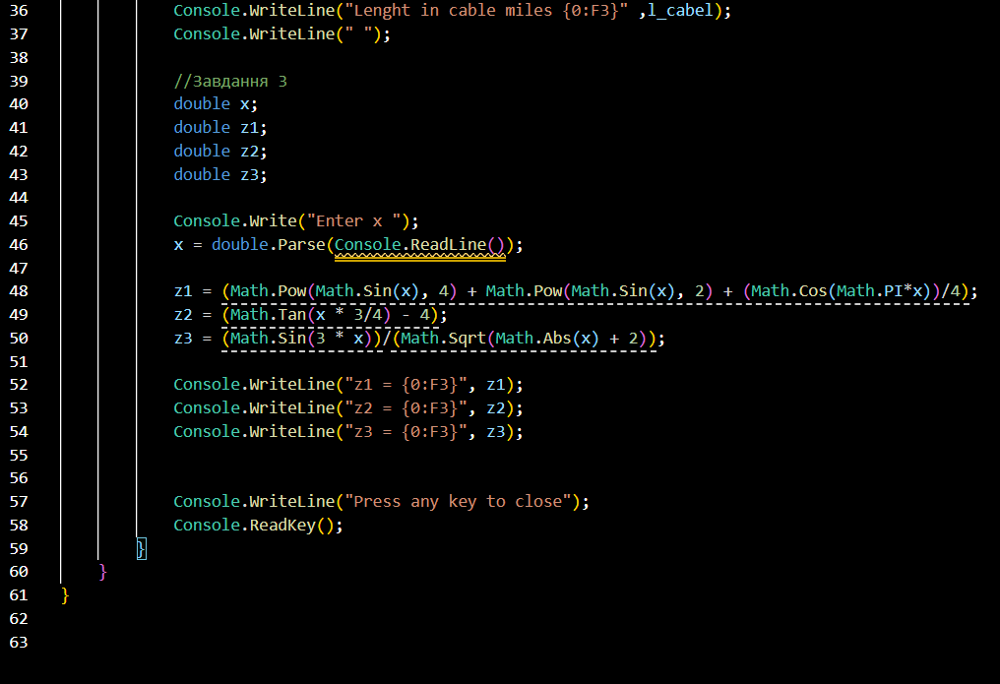 36 Console.WriteLine("Lenght in cable miles {0:F3}" ,l_cabel);
37 Console.WriteLine(" ");
38
39 //Завдання 3
40 double x;
41 double z1;
42 double z2;
43 double z3;
44
45 Console.Write("Enter x ");
46 x = double.Parse(Console.ReadLine());
47
48 z1 = (Math.Pow(Math.Sin(x), 4) + Math.Pow(Math.Sin(x), 2) + (Math.Cos(Math.PI*x))/4);
49 z2 = (Math.Tan(x * 3/4) - 4);
50 z3 = (Math.Sin(3 * x))/(Math.Sqrt(Math.Abs(x) + 2));
51
52 Console.WriteLine("z1 = {0:F3}", z1);
53 Console.WriteLine("z2 = {0:F3}", z2);
54 Console.WriteLine("z3 = {0:F3}", z3);
55
56
57 Console.WriteLine("Press any key to close");
58 Console.ReadKey();
59 }
60 }
61 }
62
63